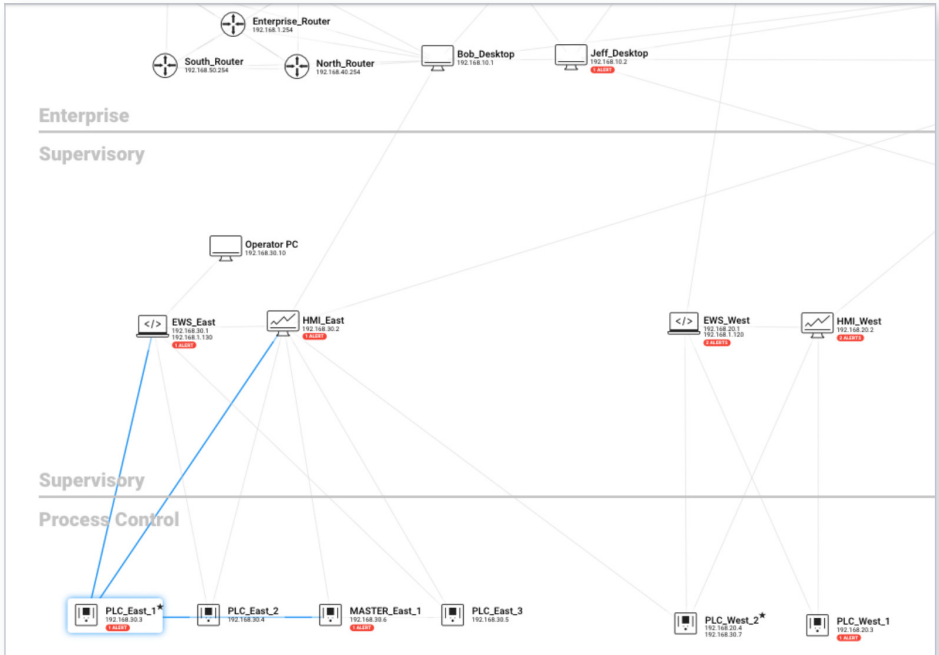 Enterprise_Router
192.168.1.254
South_Router
192.168.50.254
North_Router
192.168.40.254
Bob_Desktop
192.168.10.1
Jeff_Desktop
192.168.10.2
1 ALERT
Enterprise
Supervisory
Operator PC
192.168.30.10
EWS_East
192.168.30.1
192.168.1.130
1 ALERT
HMI_East
192.168.30.2
1 ALERT
EWS_West
192.168.20.1
192.168.1.120
2 ALERTS
HMI_West
192.168.20.2
2 ALERTS
Supervisory
Process Control
PLC_East_1★
192.168.30.3
1 ALERT
PLC_East_2
192.168.30.4
MASTER_East_1
192.168.30.6
1 ALERT
PLC_East_3
192.168.30.5
PLC_West_2★
192.168.20.4
192.168.30.7
PLC_West_1
192.168.20.3
1 ALERT